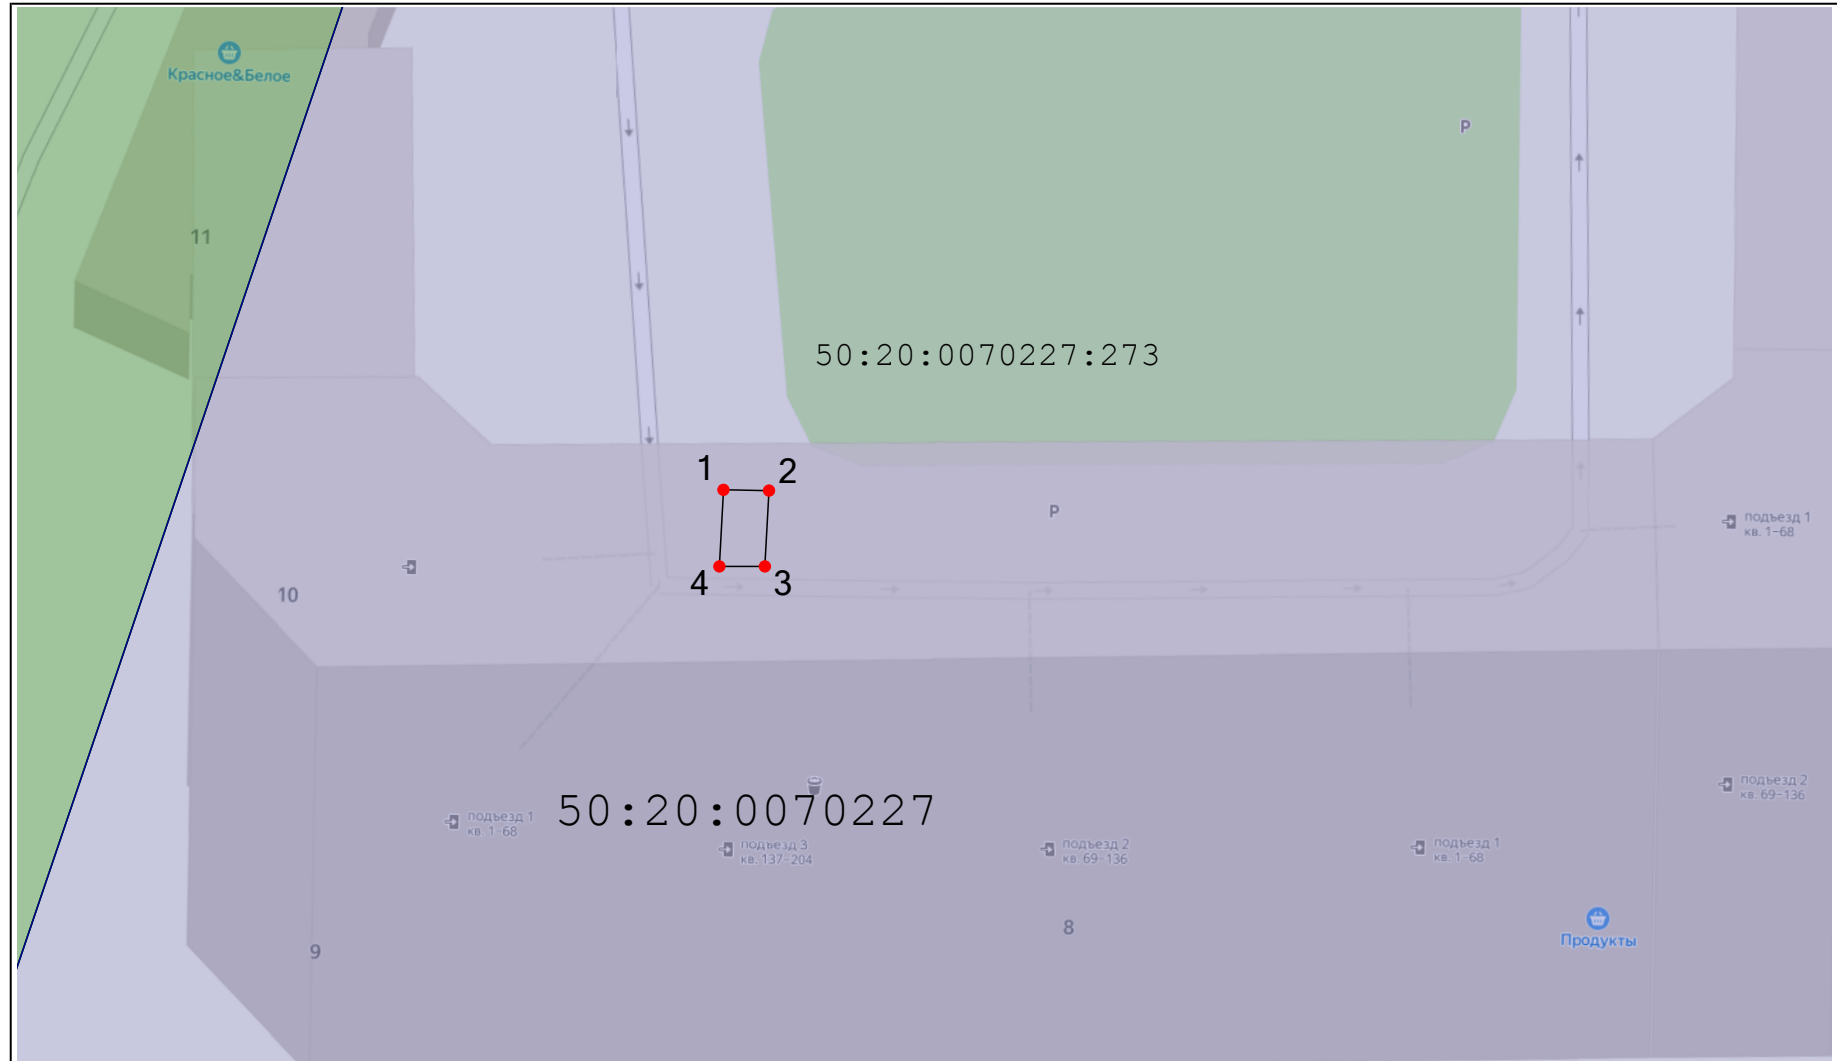 Красное&Белое
P
11
50:20:0070227:273
1
2
P
подъезд 1
кв. 1-68
4
3
10
подъезд 2
кв. 69-136
50:20:0070227
подъезд 1
кв. 1-68
подъезд 3
кв. 137-204
подъезд 2
кв. 69-136
подъезд 1
кв. 1-68
8
Продукты
9